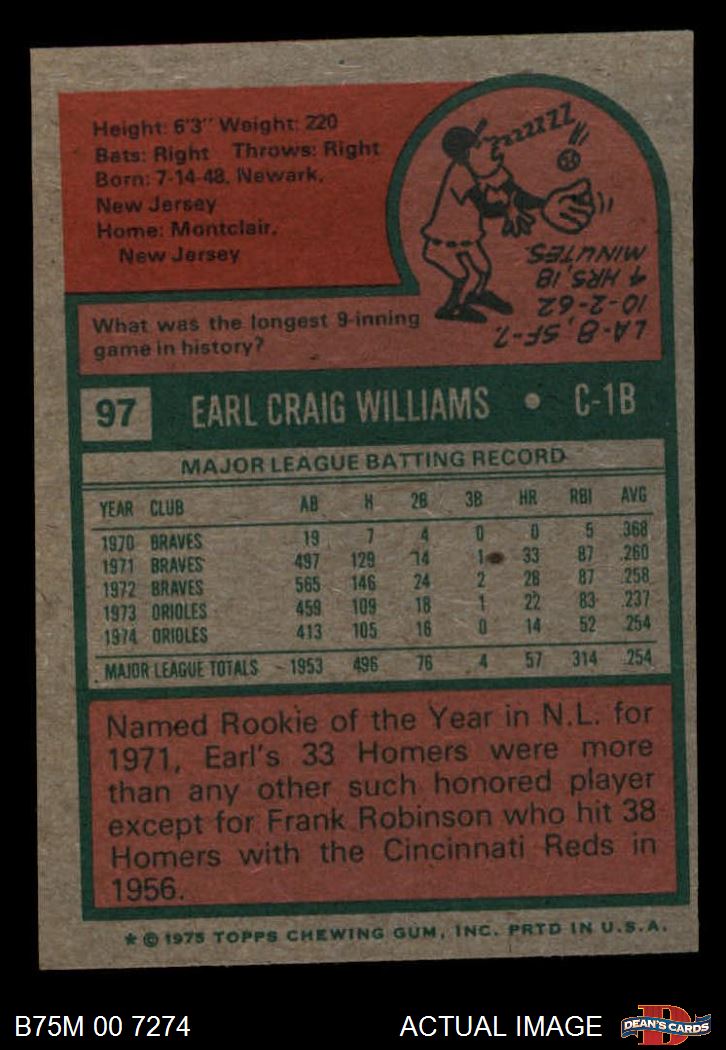 Height: 6'3" Weight: 220
Bats: Right Throws: Right
Born: 7-14-48, Newark,
New Jersey
Home: Montclair,
New Jersey
ZZZZZZZ
What was the longest 9-inning
game in history?
LA-8, SF-7.
10-2-62
4 HRS, 18
MINUTES.
97 EARL CRAIG WILLIAMS • C-1B
MAJOR LEAGUE BATTING RECORD
YEAR CLUB AB H 2B 3B HR RBI AVG
1970 BRAVES 19 7 4 0 0 5 .368
1971 BRAVES 497 129 14 1 33 87 .260
1972 BRAVES 565 146 24 2 28 87 .258
1973 ORIOLES 459 109 18 1 22 83 .237
1974 ORIOLES 413 105 16 0 14 52 .254
MAJOR LEAGUE TOTALS 1953 496 76 4 57 314 .254
Named Rookie of the Year in N.L. for
1971, Earl's 33 Homers were more
than any other such honored player
except for Frank Robinson who hit 38
Homers with the Cincinnati Reds in
1956.
* © 1975 TOPPS CHEWING GUM, INC. PRTD IN U.S.A.
B75M 00 7274 ACTUAL IMAGE
D
DEAN'S CARDS